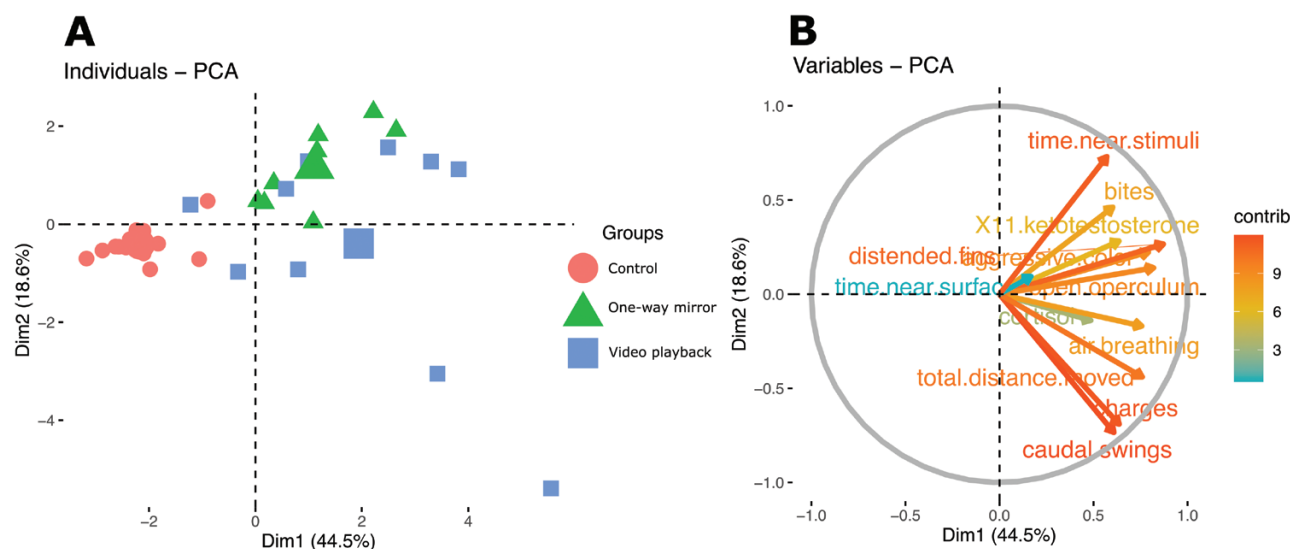 A
Individuals – PCA
2
0
−2
−4
Dim2 (18.6%)
−2
0
2
4
Dim1 (44.5%)
Groups
Control
One-way mirror
Video playback
B
Variables – PCA
1.0
0.5
0.0
−0.5
−1.0
Dim2 (18.6%)
time.near.stimuli
bites
X11.ketotestosterone
distended.fins
aggressive.color
time.near.surfac
open.operculum
cortisol
air.breathing
total.distance.moved
charges
caudal.swings
−1.0
−0.5
0.0
0.5
1.0
Dim1 (44.5%)
contrib
9
6
3